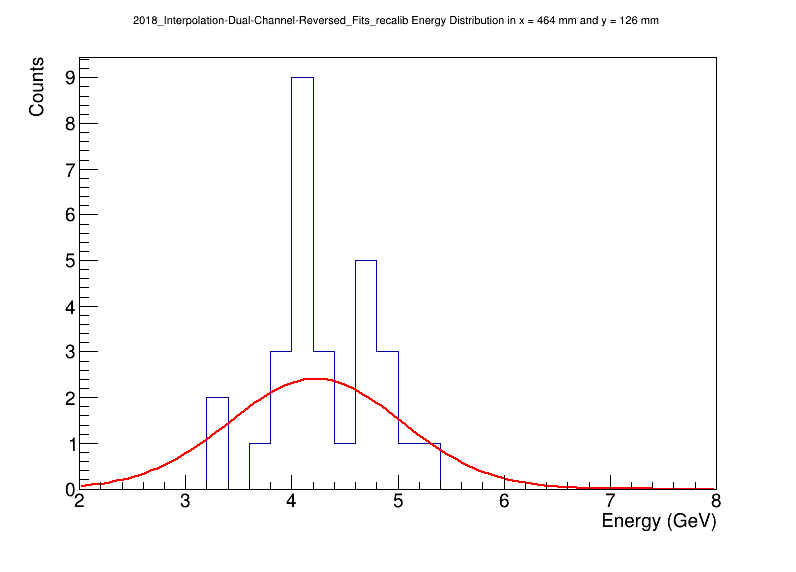 2018_Interpolation-Dual-Channel-Reversed_Fits_recalib Energy Distribution in x = 464 mm and y = 126 mm
Counts
9
8
7
6
5
4
3
2
1
0
2 3 4 5 6 7 8
Energy (GeV)